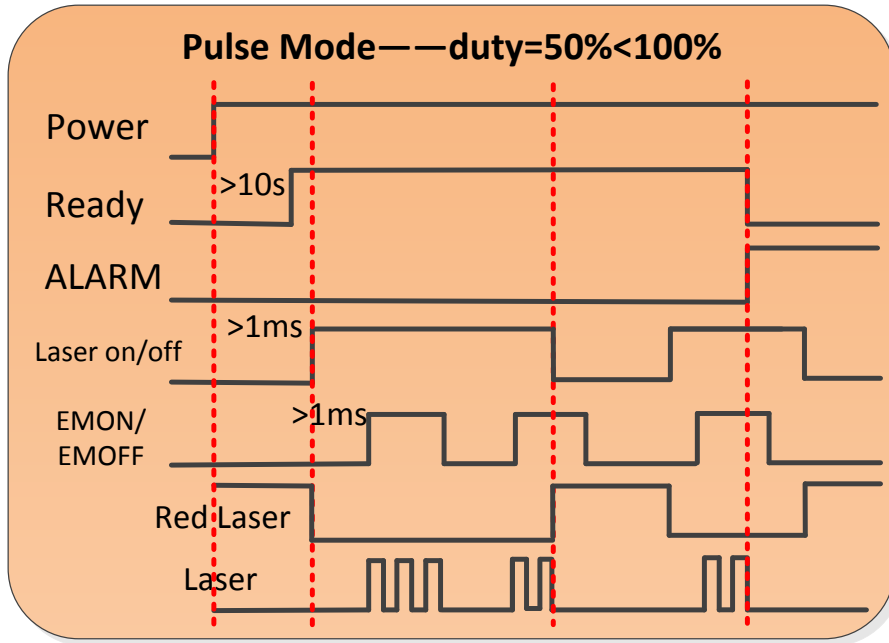 Pulse Mode——duty=50%<100%
Power
>10s
Ready
ALARM
>1ms
Laser on/off
>1ms
EMON/
EMOFF
Red Laser
Laser